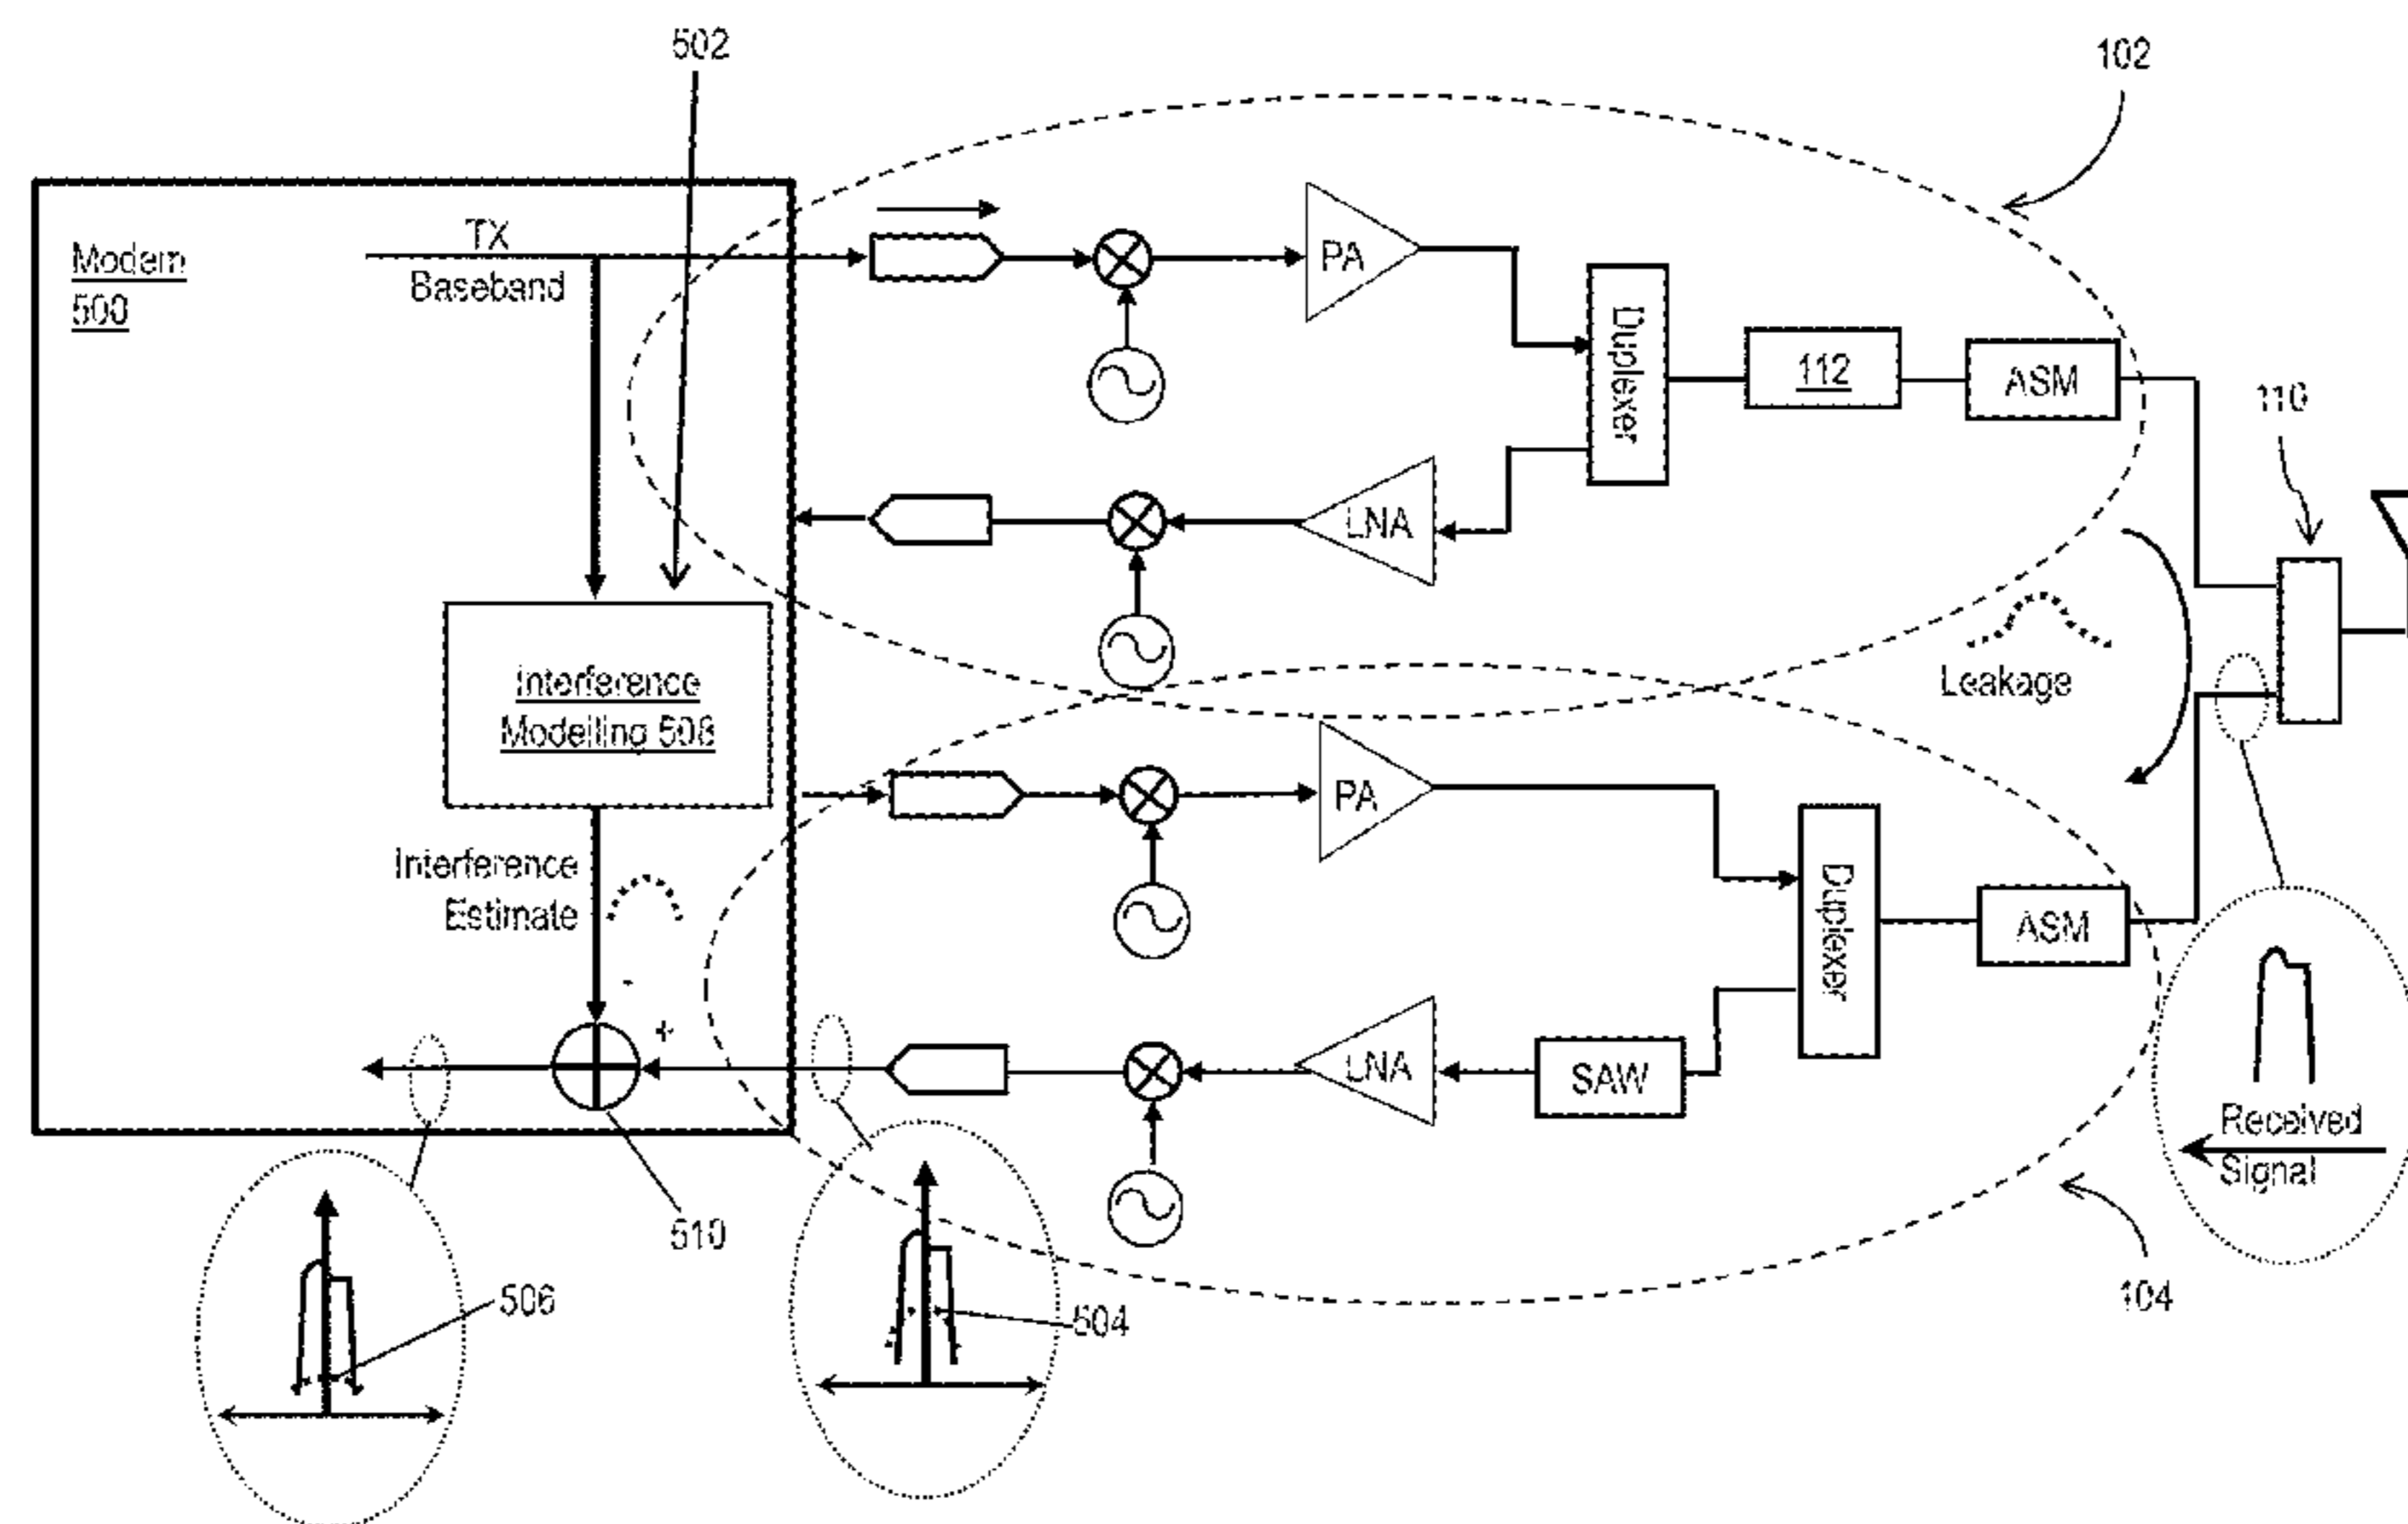 502
102
Modem
500
TX
Baseband
PA
Duplexer
112
ASM
110
LNA
Interference
Modelling 508
Leakage
PA
Interference
Estimate
Duplexer
ASM
-
+
LNA
SAW
Received
Signal
510
506
504
104